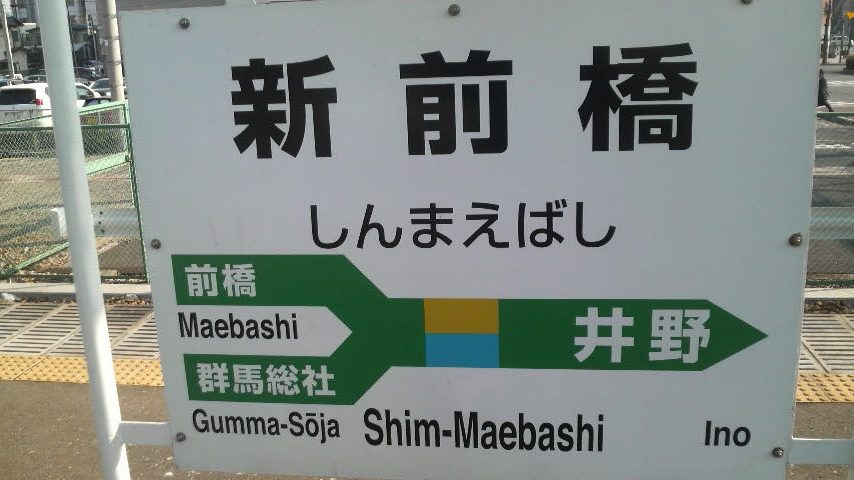 新前橋
しんまえばし
前橋
Maebashi
井野
群馬総社
Gumma-Sōja
Shim-Maebashi
Ino